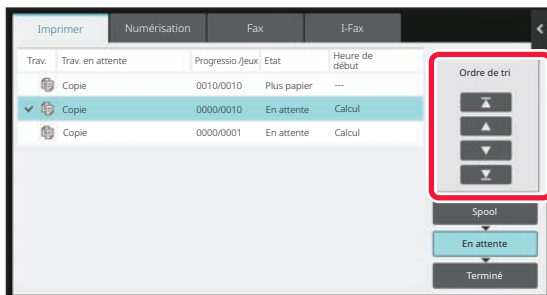 Imprimer Numérisation Fax I-Fax
Trav. Trav. en attente Progressio /Jeux Etat Heure de début
Copie 0010/0010 Plus papier ---
Copie 0000/0010 En attente Calcul
Copie 0000/0001 En attente Calcul
Ordre de tri
Spool
En attente
Terminé